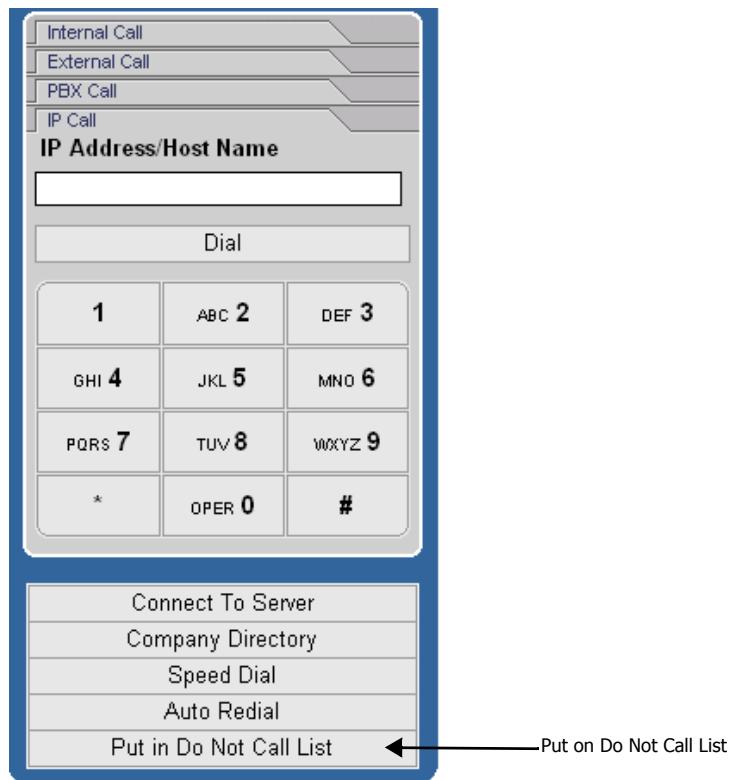 Internal Call
External Call
PBX Call
IP Call
IP Address/Host Name
Dial
1 ABC 2 DEF 3
GHI 4 JKL 5 MNO 6
PQRS 7 TUV 8 WXYZ 9
* OPER 0 #
Connect To Server
Company Directory
Speed Dial
Auto Redial
Put in Do Not Call List Put on Do Not Call List